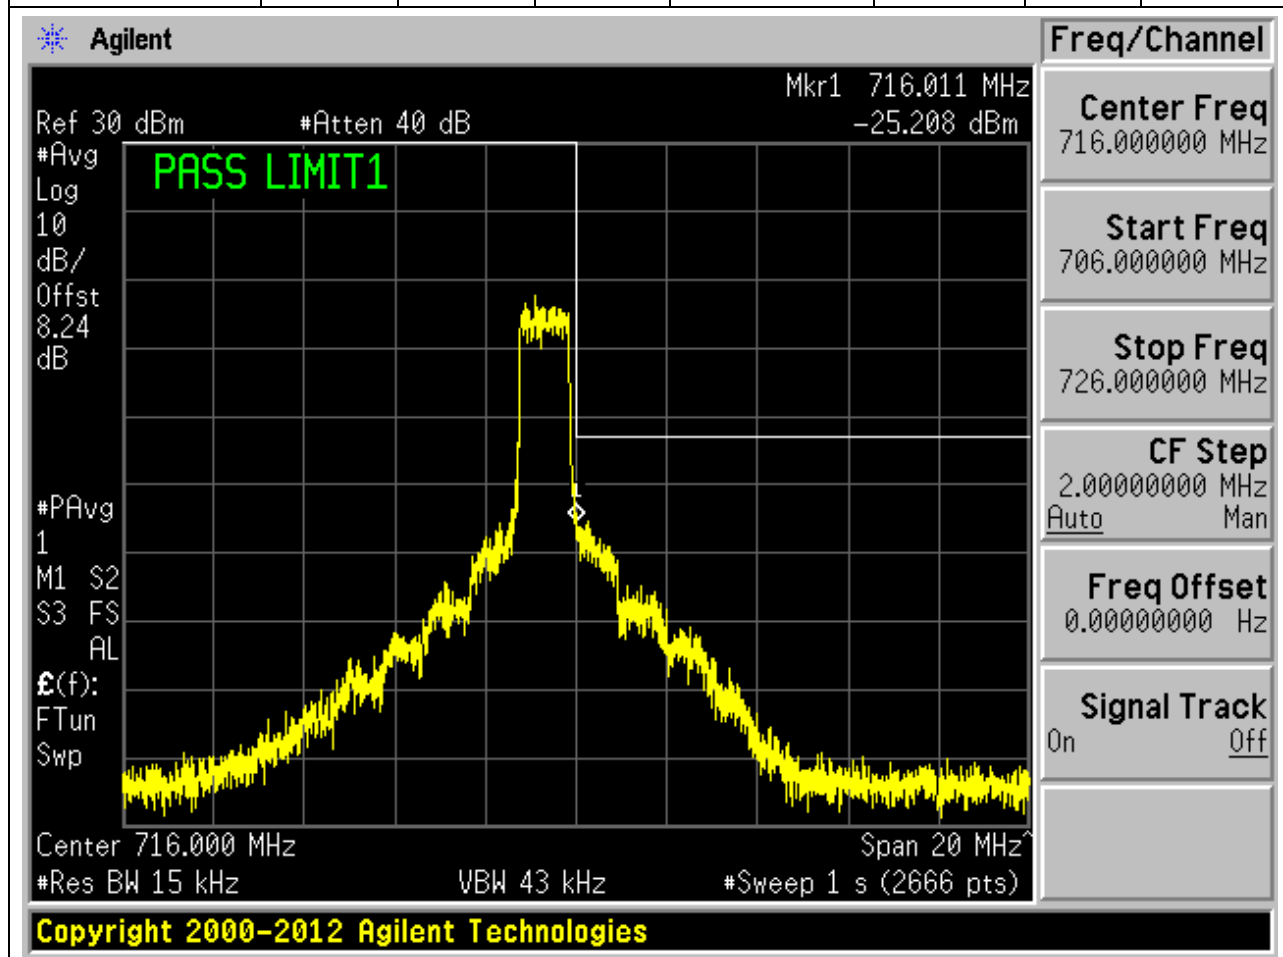 Agilent
Freq/Channel
Mkr1 716.011 MHz
Ref 30 dBm #Atten 40 dB -25.208 dBm
#Avg
Log
10
dB/
Offst
8.24
dB
PASS LIMIT1
1
#PAvg
1
M1 S2
S3 FS
AL
£(f):
FTun
Swp
Center 716.000 MHz Span 20 MHz^
#Res BW 15 kHz VBW 43 kHz #Sweep 1 s (2666 pts)
Copyright 2000-2012 Agilent Technologies
Center Freq
716.000000 MHz
Start Freq
706.000000 MHz
Stop Freq
726.000000 MHz
CF Step
2.00000000 MHz
Auto Man
Freq Offset
0.00000000 Hz
Signal Track
On Off